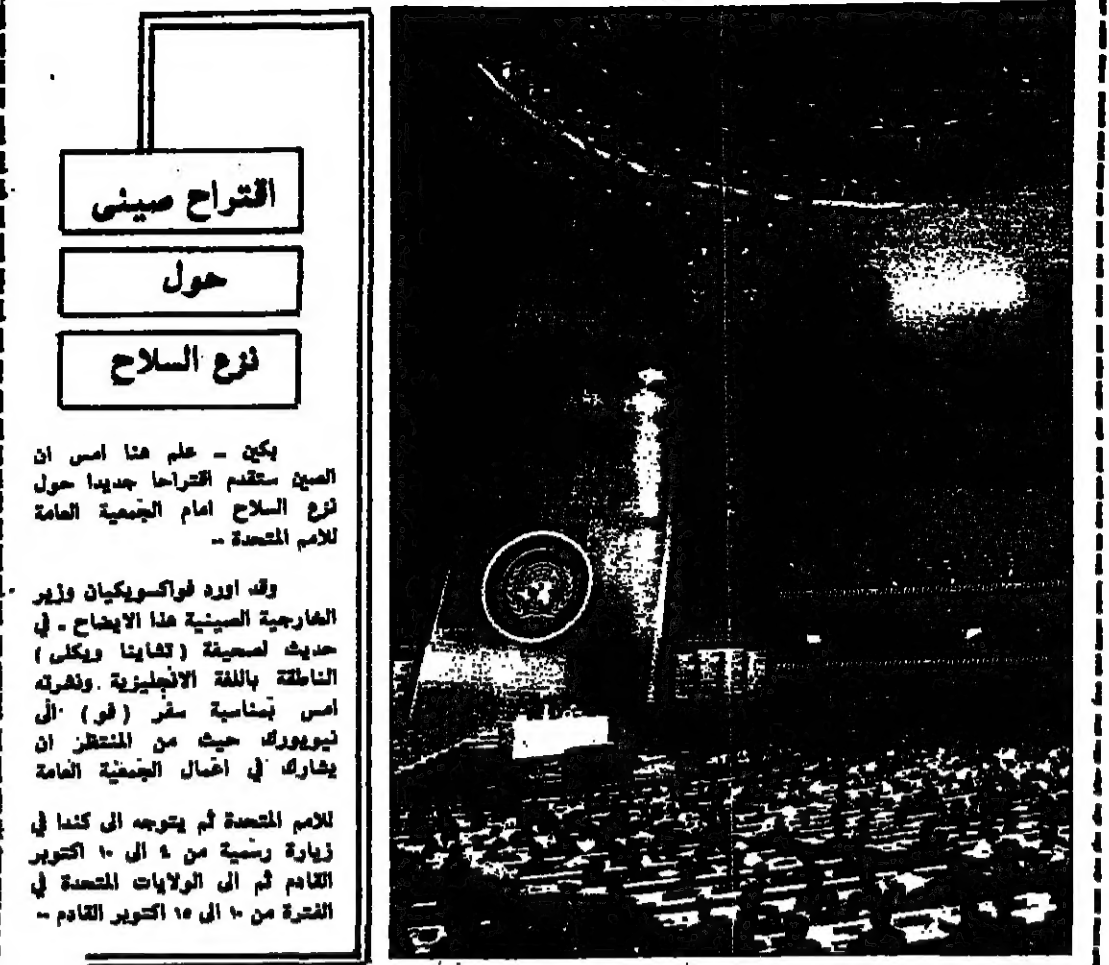 اقتراح صينى
حول
نزع السلاح
بكين ـ علم هنا امس ان
الصين ستقدم اقتراحا جديدا حول
نزع السلاح امام الجمعية العامة
للامم المتحدة ..
وقد اورد فواكسويكيان وزير
الخارجية الصينية هذا الايضاح ـ في
حديث لصحيفة ( تشاينا ويكلى )
الناطقة باللغة الانجليزية ونشرته
امس بمناسبة سفر ( فو ) الى
نيويورك حيث من المنتظر ان
يشارك في اعمال الجمعية العامة
للامم المتحدة ثم يتوجه الى كندا في
زيارة رسمية من ٤ الى ١٠ اكتوبر
القادم ثم الى الولايات المتحدة في
الفترة من ١٠ الى ١٥ اكتوبر القادم ..